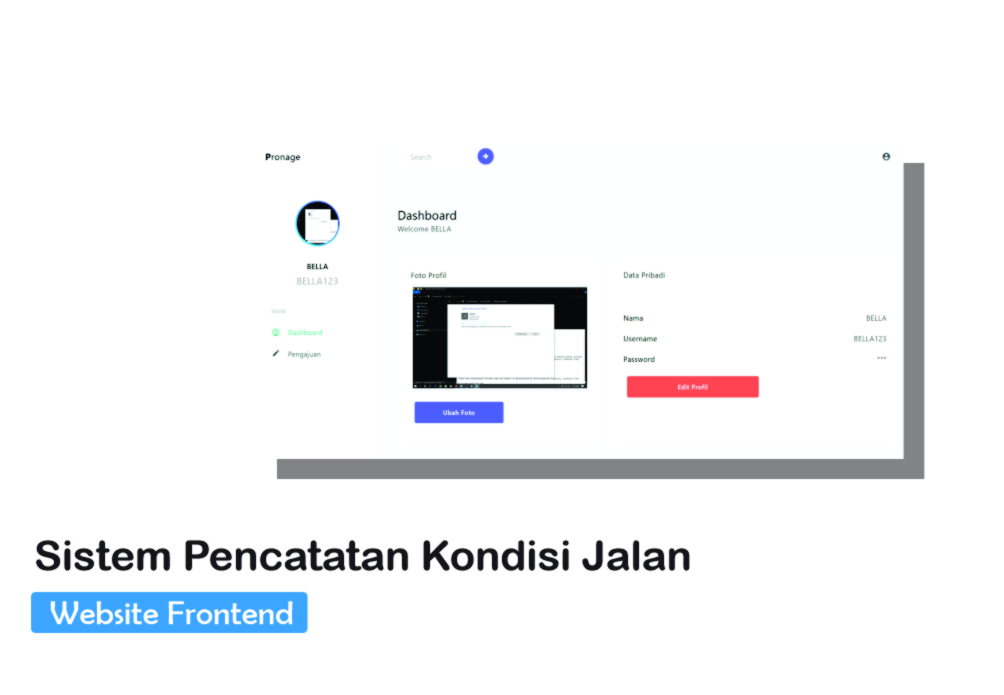 Pronage
Search
BELLA
BELLA123
MAIN
Dashboard
Pengajuan
Dashboard
Welcome BELLA
Foto Profil
Ubah Foto
Data Pribadi
Nama BELLA
Username BELLA123
Password ***
Edit Profil
Sistem Pencatatan Kondisi Jalan
Website Frontend